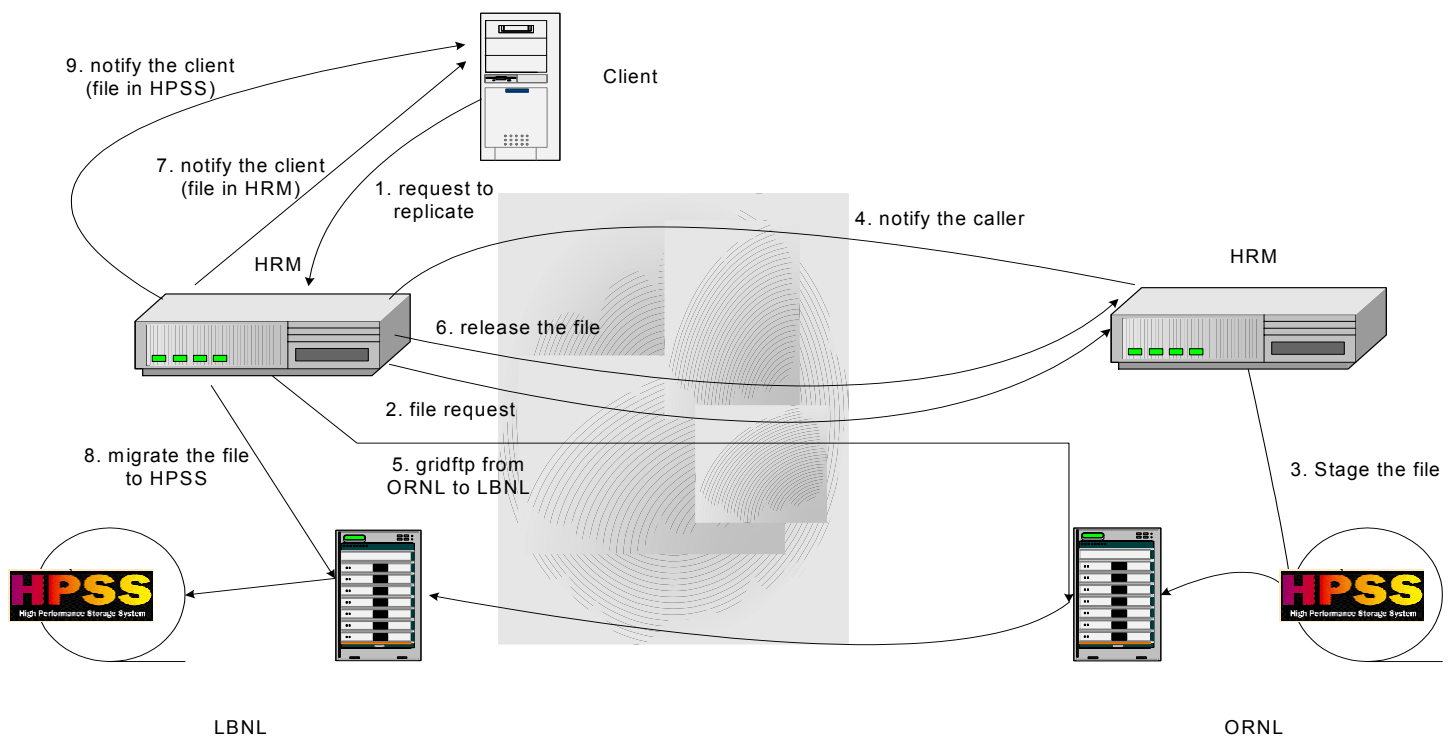 9. notify the client
(file in HPSS)
Client
7. notify the client
(file in HRM)
1. request to
replicate
4. notify the caller
HRM
HRM
6. release the file
2. file request
8. migrate the file
to HPSS
5. gridftp from
ORNL to LBNL
3. Stage the file
HPSS
High Performance Storage System
HPSS
High Performance Storage System
LBNL
ORNL